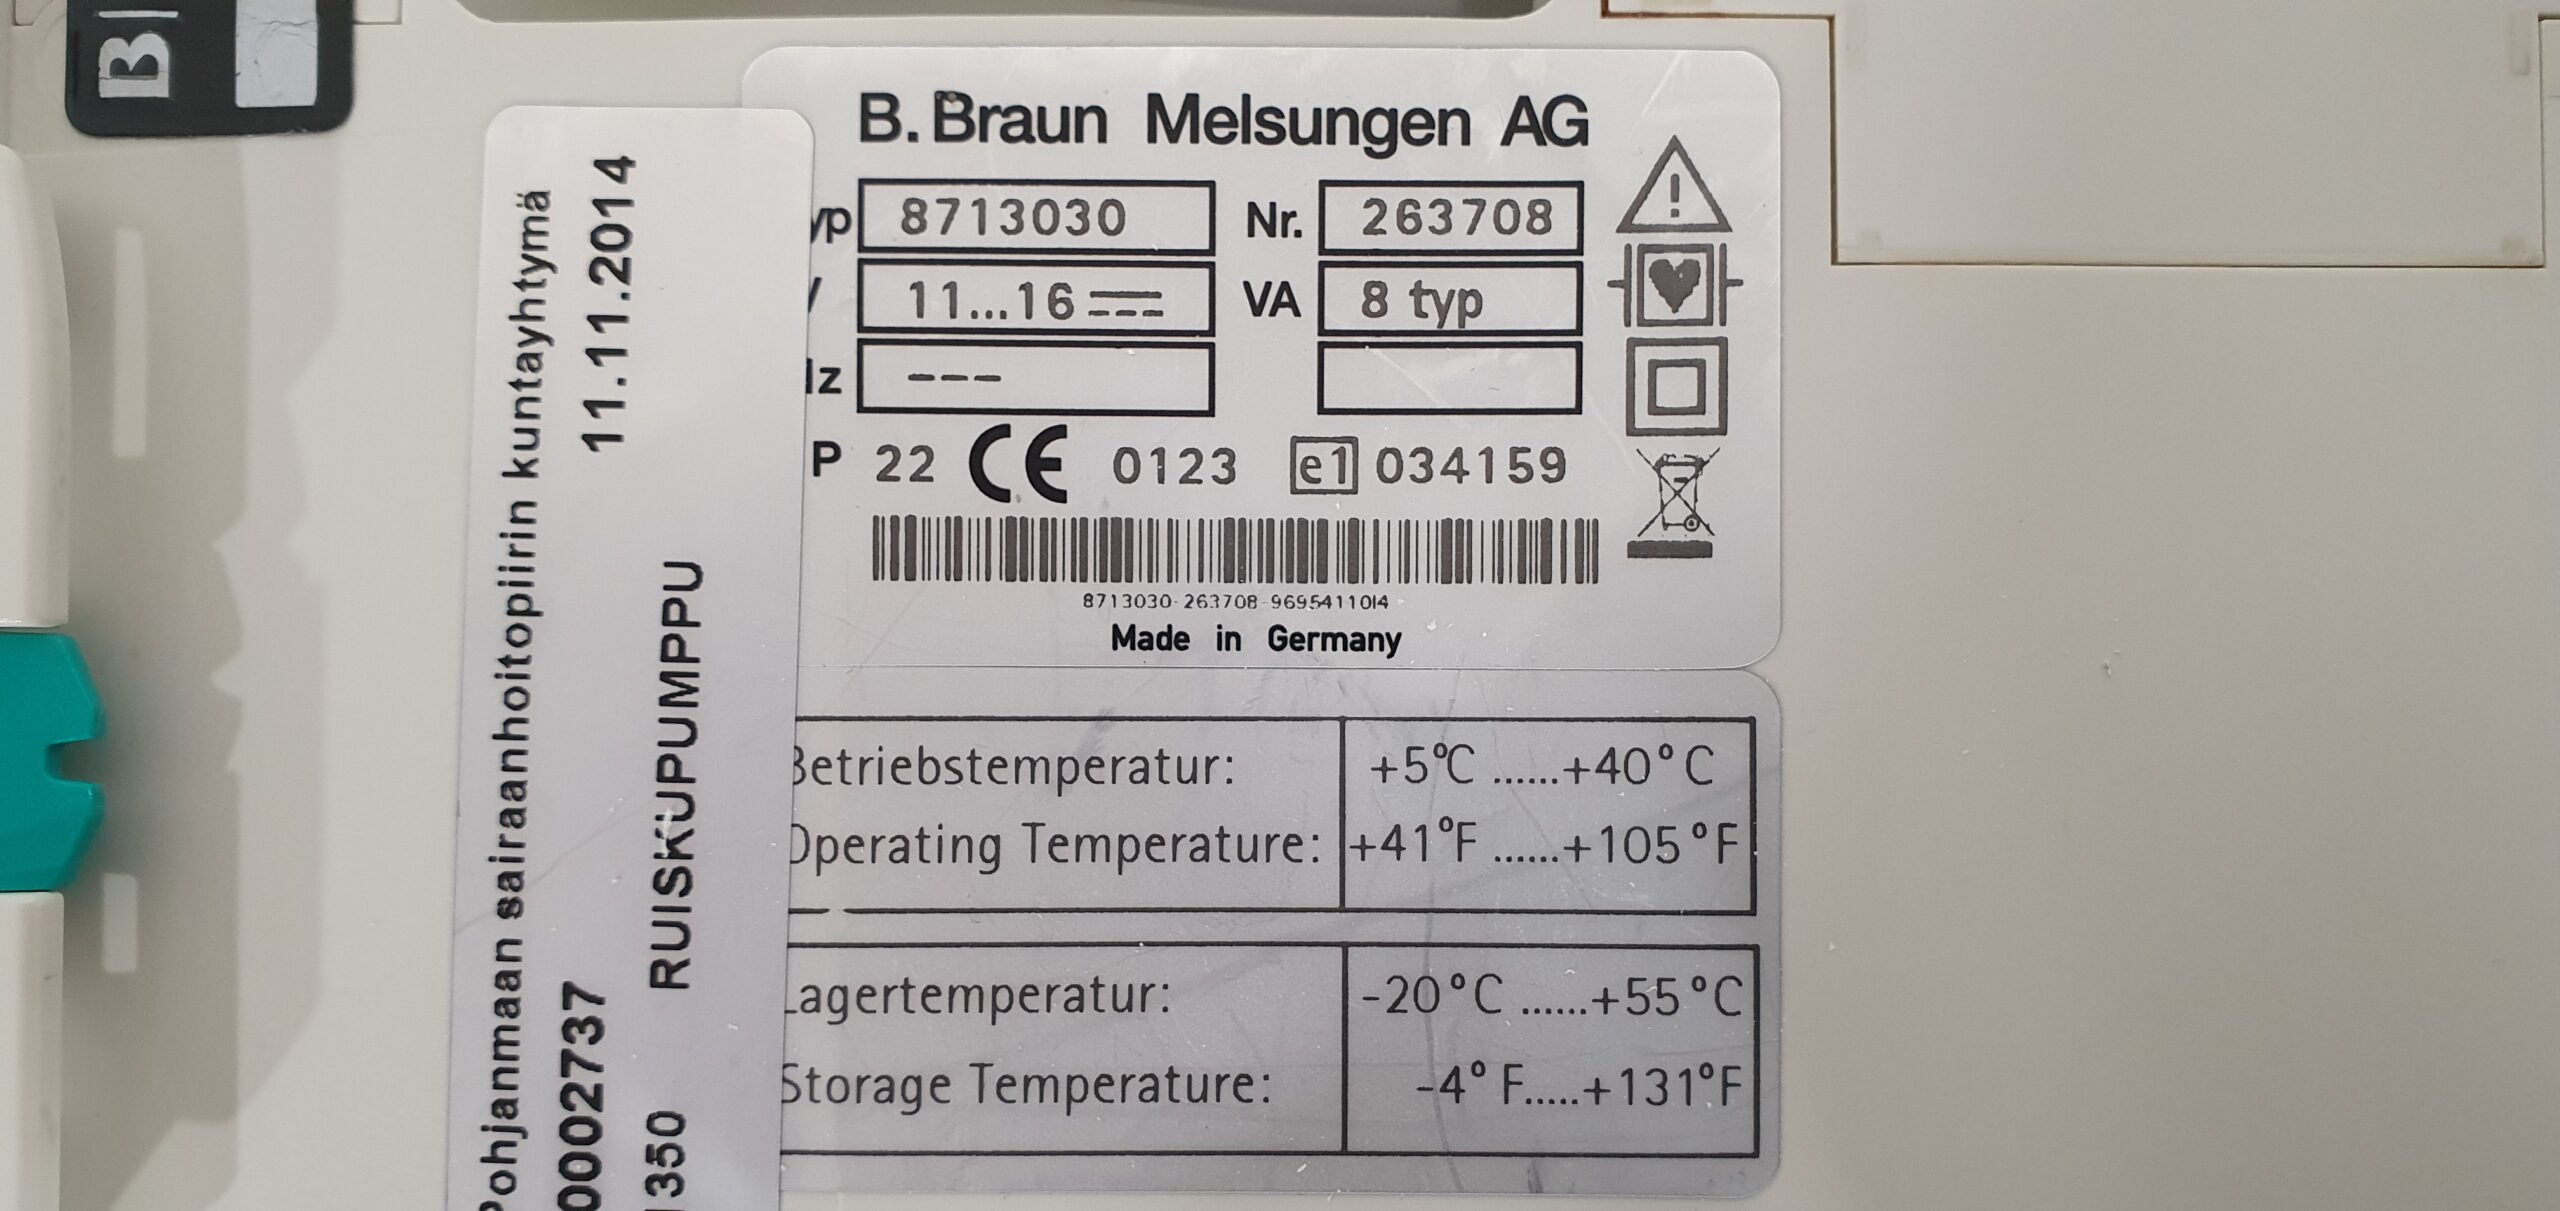 B. Braun Melsungen AG
yp 8713030 Nr. 263708
V 11...16 VA 8 typ
Hz ---
P 22 CE 0123 e1 034159
8713030-263708-9695411014
Made in Germany
Betriebstemperatur: +5°C ......+40°C
Operating Temperature: +41°F ......+105°F
Lagertemperatur: -20°C ......+55°C
Storage Temperature: -4°F.....+131°F
Pohjanmaan sairaanhoitopiirin kuntayhtymä
0002737 11.11.2014
1350 RUISKUPUMPPU